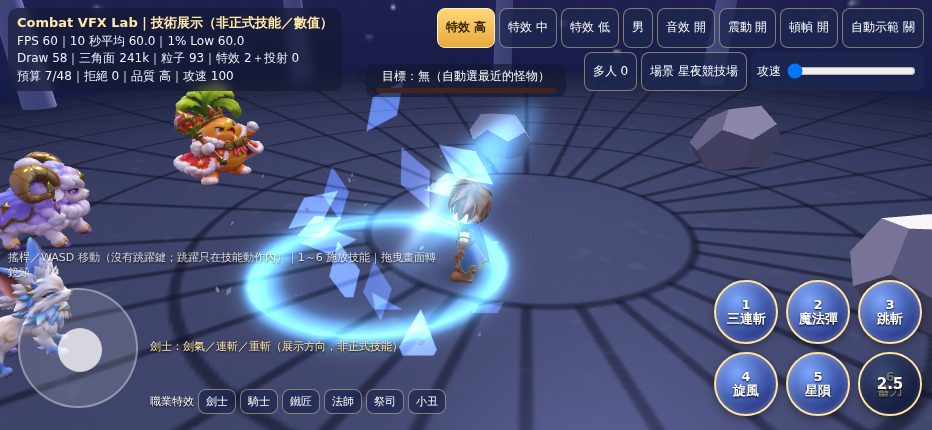 Combat VFX Lab｜技術展示（非正式技能／數值）
FPS 60｜10 秒平均 60.0｜1% Low 60.0
Draw 58｜三角面 241k｜粒子 93｜特效 2＋投射 0
預算 7/48｜拒絕 0｜品質 高｜攻速 100
特效 高
特效 中
特效 低
男
音效 開
震動 開
頓幀 開
自動示範 關
目標：無（自動選最近的怪物）
多人 0
場景 星夜競技場
攻速
搖桿／WASD 移動（沒有跳躍鍵；跳躍只在技能動作內）｜1～6 施放技能｜拖曳畫面轉
鏡頭
1
三連斬
2
魔法彈
3
跳斬
劍士：劍氣／連斬／重斬（展示方向，非正式技能）
4
旋風
5
星隕
2.5
職業特效
劍士
騎士
鐵匠
法師
祭司
小丑